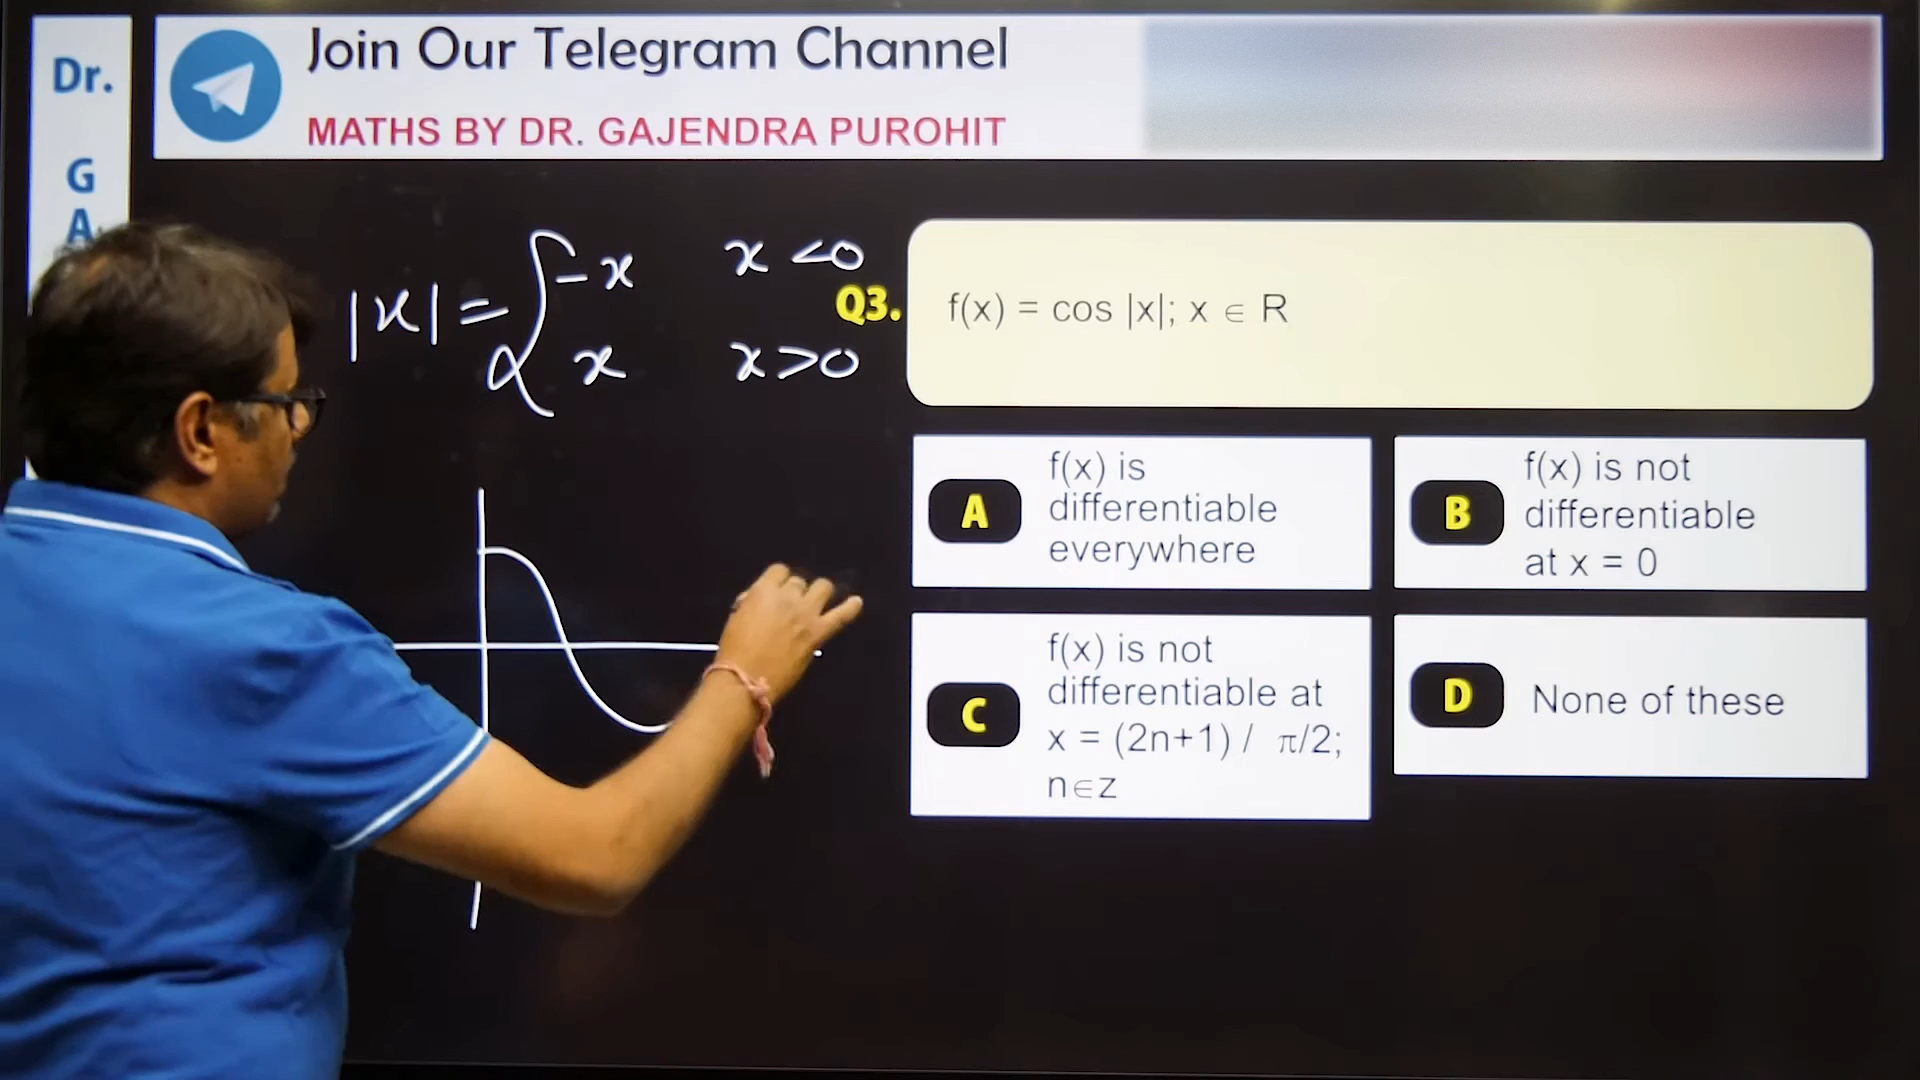 Dr.
G
A
Join Our Telegram Channel
MATHS BY DR. GAJENDRA PUROHIT
|x| = { -x x <0
x x>0
Q3.
f(x) = cos |x|; x ∈ R
A
f(x) is
differentiable
everywhere
B
f(x) is not
differentiable
at x = 0
C
f(x) is not
differentiable at
x = (2n+1) / π/2;
n∈z
D
None of these